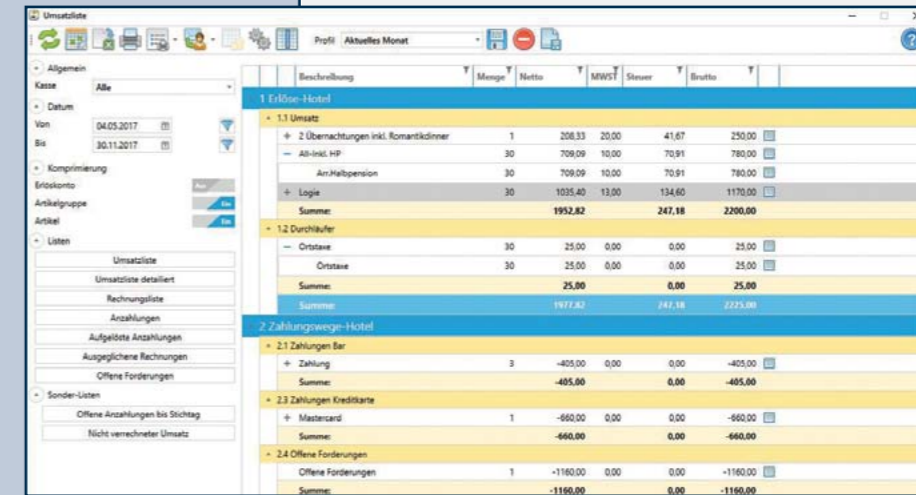 Umsatzliste
Profil Aktuelles Monat
Allgemein
Kasse Alle
Datum
Von 04.05.2017
Bis 30.11.2017
Komprimierung
Erlöskonto Aus
Artikelgruppe Ein
Artikel Ein
Listen
Umsatzliste
Umsatzliste detailiert
Rechnungsliste
Anzahlungen
Aufgelöste Anzahlungen
Ausgeglichene Rechnungen
Offene Forderungen
Sonder-Listen
Offene Anzahlungen bis Stichtag
Nicht verrechneter Umsatz
Beschreibung Menge Netto MWST Steuer Brutto
1 Erlöse-Hotel
1.1 Umsatz
+ 2 Übernachtungen inkl. Romantikdinner 1 208,33 20,00 41,67 250,00
− All-Inkl. HP 30 709,09 10,00 70,91 780,00
Arr.Halbpension 30 709,09 10,00 70,91 780,00
+ Logie 30 1035,40 13,00 134,60 1170,00
Summe: 1952,82 247,18 2200,00
1.2 Durchläufer
− Ortstaxe 30 25,00 0,00 0,00 25,00
Ortstaxe 30 25,00 0,00 0,00 25,00
Summe: 25,00 0,00 25,00
Summe: 1977,82 247,18 2225,00
2 Zahlungswege-Hotel
2.1 Zahlungen Bar
+ Zahlung 3 -405,00 0,00 0,00 -405,00
Summe: -405,00 0,00 -405,00
2.3 Zahlungen Kreditkarte
+ Mastercard 1 -660,00 0,00 0,00 -660,00
Summe: -660,00 0,00 -660,00
2.4 Offene Forderungen
Offene Forderungen 1 -1160,00 0,00 0,00 -1160,00
Summe: -1160,00 0,00 -1160,00